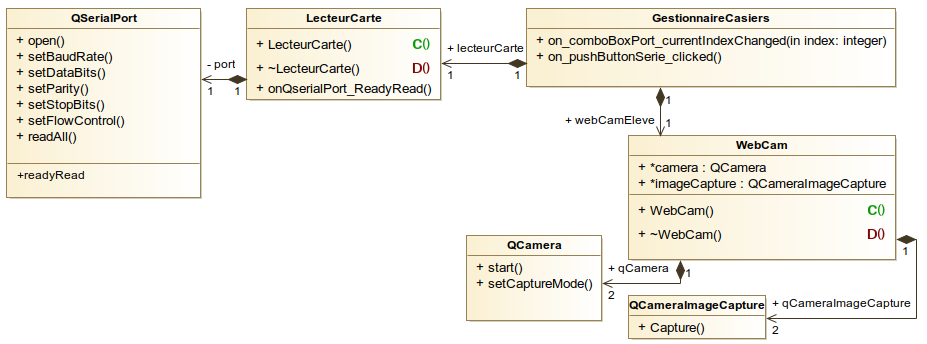 QSerialPort
+ open()
+ setBaudRate()
+ setDataBits()
+ setParity()
+ setStopBits()
+ setFlowControl()
+ readAll()
+readyRead
- port
1
1
LecteurCarte
+ LecteurCarte() C()
+ ~LecteurCarte() D()
+ onQserialPort_ReadyRead()
+ lecteurCarte
1
1
GestionnaireCasiers
+ on_comboBoxPort_currentIndexChanged(in index: integer)
+ on_pushButtonSerie_clicked()
1
+ webCamEleve
1
WebCam
+ *camera : QCamera
+ *imageCapture : QCameraImageCapture
+ WebCam() C()
+ ~WebCam() D()
1
1
QCamera
+ start()
+ setCaptureMode()
+ qCamera
2
QCameraImageCapture
+ Capture()
+ qCameraImageCapture
2